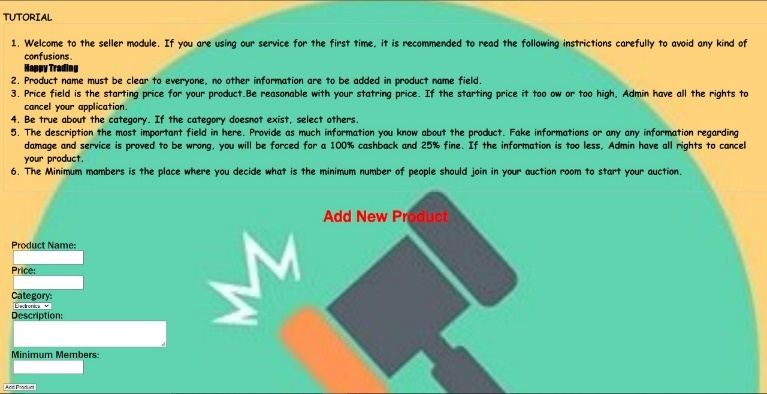 TUTORIAL
1. Welcome to the seller module. If you are using our service for the first time, it is recommended to read the following instrictions carefully to avoid any kind of
confusions.
Happy Trading
2. Product name must be clear to everyone, no other information are to be added in product name field.
3. Price field is the starting price for your product.Be reasonable with your statring price. If the starting price it too ow or too high, Admin have all the rights to
cancel your application.
4. Be true about the category. If the category doesnot exist, select others.
5. The description the most important field in here. Provide as much information you know about the product. Fake informations or any any information regarding
damage and service is proved to be wrong, you will be forced for a 100% cashback and 25% fine. If the information is too less, Admin have all rights to cancel
your product.
6. The Minimum mambers is the place where you decide what is the minimum number of people should join in your auction room to start your auction.
Add New Product
Product Name:
Price:
Category:
Electronics
Description:
Minimum Members:
Add Product